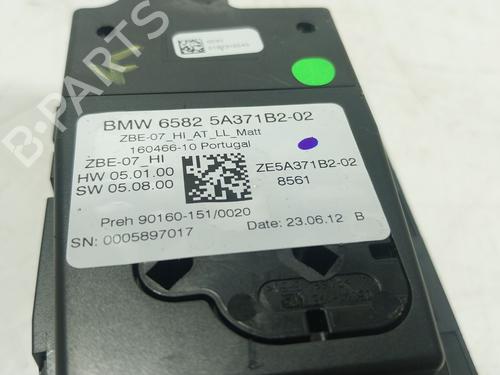 BMW 6582 5A371B2-02
ZBE-07_HI_AT_LL_Matt
160466-10 Portugal
ZBE-07_HI
HW 05.01.00
SW 05.08.00
ZE5A371B2-02
8561
Preh 90160-151/0020
SN: 0005897017
Date: 23.06.12 B